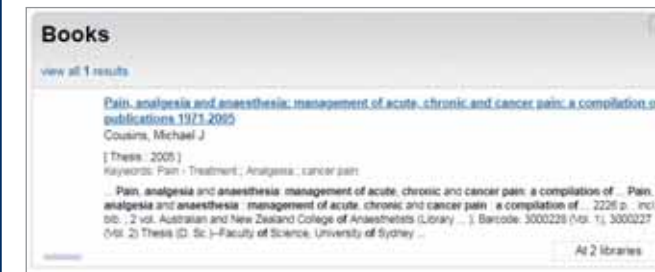 Books
view all 1 results
Pain, analgesia and anaesthesia: management of acute, chronic and cancer pain: a compilation o
publications 1971-2005
Cousins, Michael J
[ Thesis : 2005 ]
Keywords: Pain - Treatment ; Analgesia ; cancer pain
... Pain, analgesia and anaesthesia : management of acute, chronic and cancer pain: a compilation of ... Pain,
analgesia and anaesthesia : management of acute, chronic and cancer pain : a compilation of ... 2226 p. : incl
bib. ; 2 vol. Australian and New Zealand College of Anaesthetists (Library ... ). Barcode: 3000228 (Vol. 1), 3000227
(Vol. 2) Thesis (D. Sc.)--Faculty of Science, University of Sydney ...
At 2 libraries